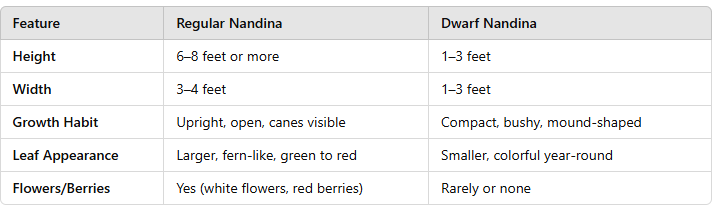 Feature Regular Nandina Dwarf Nandina
Height 6–8 feet or more 1–3 feet
Width 3–4 feet 1–3 feet
Growth Habit Upright, open, canes visible Compact, bushy, mound-shaped
Leaf Appearance Larger, fern-like, green to red Smaller, colorful year-round
Flowers/Berries Yes (white flowers, red berries) Rarely or none